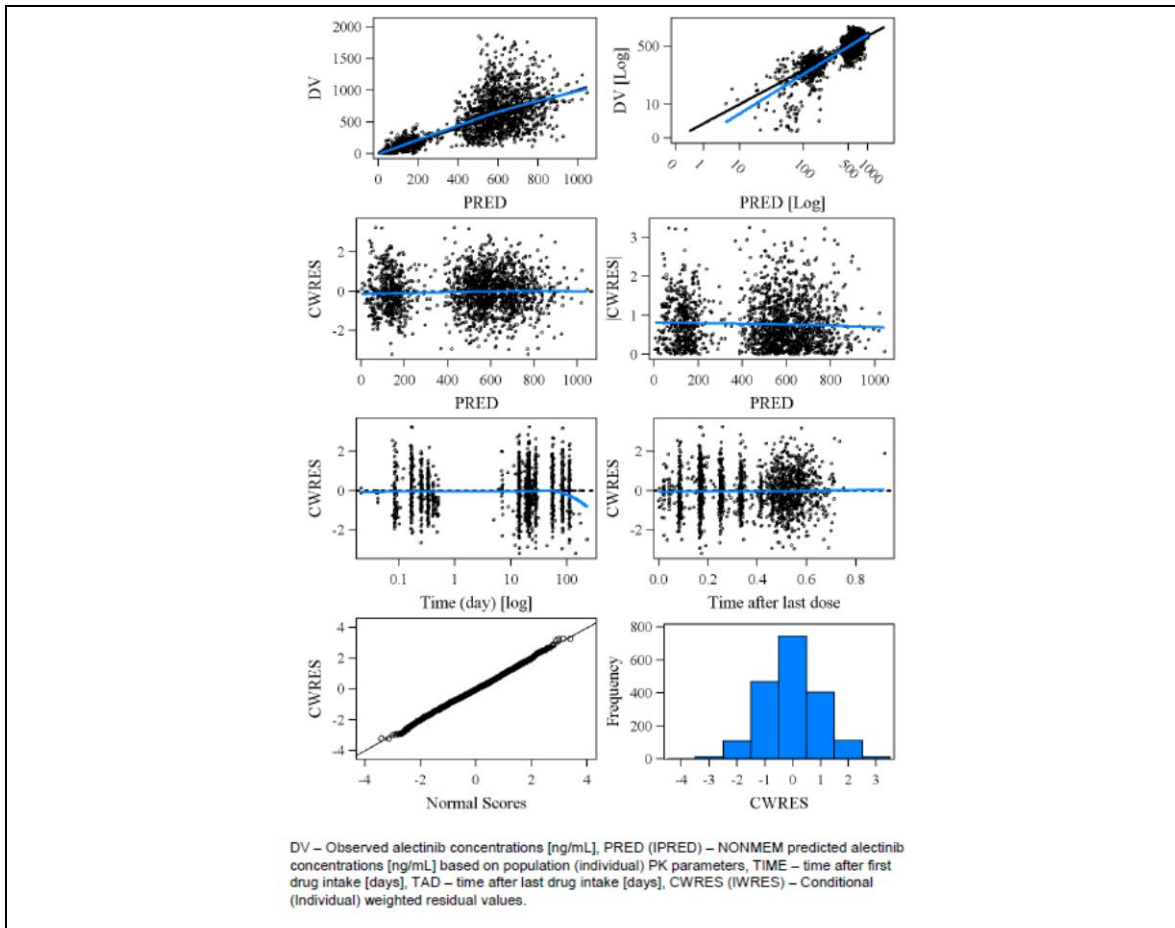 2000
1500
1000
500
0
DV
0 200 400 600 800 1000
PRED
500
10
0
DV [Log]
0 1 10 100 500 1000
PRED [Log]
2
0
-2
CWRES
0 200 400 600 800 1000
PRED
3
2
1
0
|CWRES|
0 200 400 600 800 1000
PRED
2
0
-2
CWRES
0.1 1 10 100
Time (day) [log]
2
0
-2
CWRES
0.0 0.2 0.4 0.6 0.8
Time after last dose
4
2
0
-2
-4
CWRES
-4 -2 0 2 4
Normal Scores
800
600
400
200
0
Frequency
-4 -3 -2 -1 0 1 2 3
CWRES
DV – Observed alectinib concentrations [ng/mL], PRED (IPRED) – NONMEM predicted alectinib
concentrations [ng/mL] based on population (individual) PK parameters, TIME – time after first
drug intake [days], TAD – time after last drug intake [days], CWRES (IWRES) – Conditional
(Individual) weighted residual values.